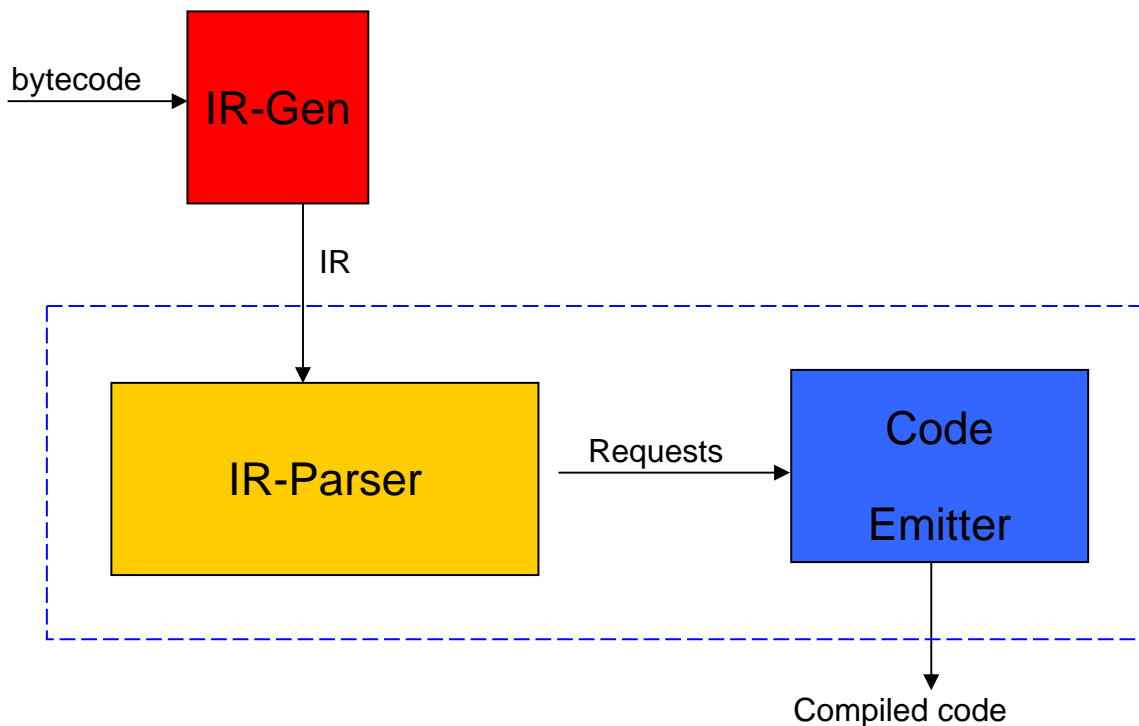 bytecode
IR-Gen
IR
IR-Parser
Requests
Code
Emitter
Compiled code